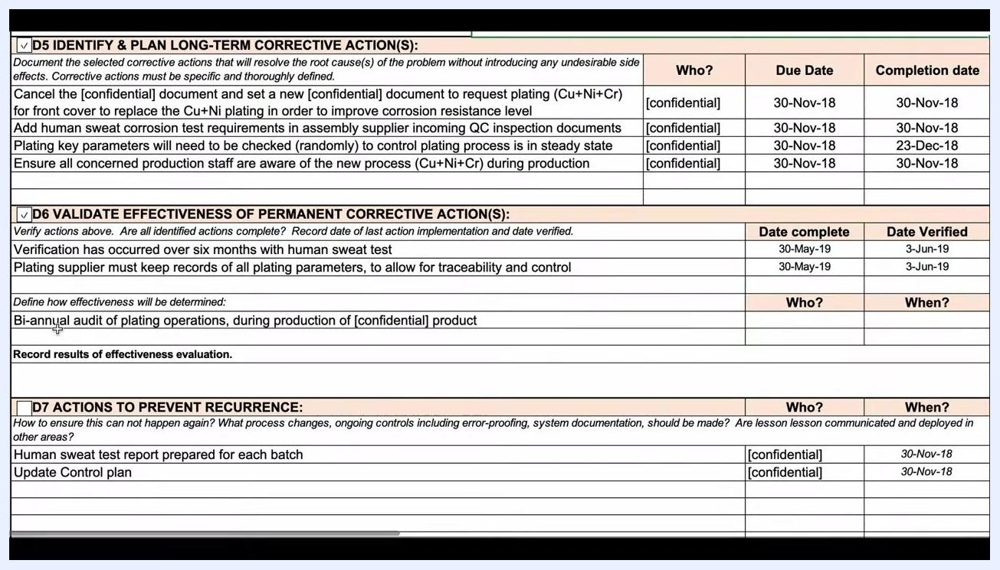 D5 IDENTIFY & PLAN LONG-TERM CORRECTIVE ACTION(S):
Document the selected corrective actions that will resolve the root cause(s) of the problem without introducing any undesirable side
effects. Corrective actions must be specific and thoroughly defined.
Who? Due Date Completion date
Cancel the [confidential] document and set a new [confidential] document to request plating (Cu+Ni+Cr)
for front cover to replace the Cu+Ni plating in order to improve corrosion resistance level
[confidential] 30-Nov-18 30-Nov-18
Add human sweat corrosion test requirements in assembly supplier incoming QC inspection documents [confidential] 30-Nov-18 30-Nov-18
Plating key parameters will need to be checked (randomly) to control plating process is in steady state [confidential] 30-Nov-18 23-Dec-18
Ensure all concerned production staff are aware of the new process (Cu+Ni+Cr) during production [confidential] 30-Nov-18 30-Nov-18
D6 VALIDATE EFFECTIVENESS OF PERMANENT CORRECTIVE ACTION(S):
Verify actions above. Are all identified actions complete? Record date of last action implementation and date verified. Date complete Date Verified
Verification has occurred over six months with human sweat test 30-May-19 3-Jun-19
Plating supplier must keep records of all plating parameters, to allow for traceability and control 30-May-19 3-Jun-19
Define how effectiveness will be determined: Who? When?
Bi-annual audit of plating operations, during production of [confidential] product
Record results of effectiveness evaluation.
D7 ACTIONS TO PREVENT RECURRENCE: Who? When?
How to ensure this can not happen again? What process changes, ongoing controls including error-proofing, system documentation, should be made? Are lesson lesson communicated and deployed in
other areas?
Human sweat test report prepared for each batch [confidential] 30-Nov-18
Update Control plan [confidential] 30-Nov-18